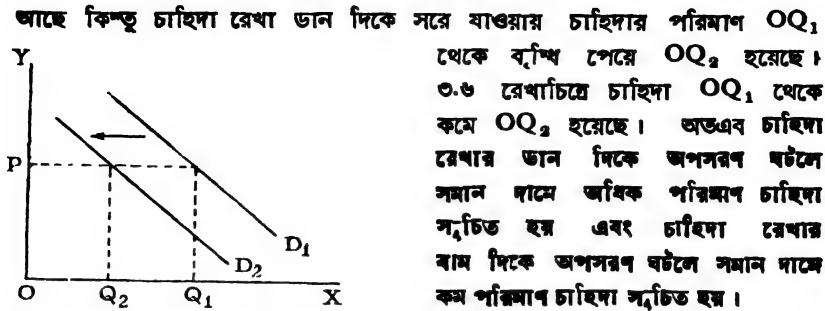 আছে কিন্তু চাহিদা রেখা ডান দিকে সরে যাওয়ায় চাহিদার পরিমাণ OQ₁
থেকে বৃদ্ধি পেয়ে OQ₂ হয়েছে।
৩.৬ রেখাচিত্রে চাহিদা OQ₁ থেকে
কমে OQ₂ হয়েছে। অতএব চাহিদা
রেখার ডান দিকে অপসরণ ঘটলে
সমান দামে অধিক পরিমাণ চাহিদা
সূচিত হয় এবং চাহিদা রেখার
বাম দিকে অপসরণ ঘটলে সমান দামে
কম পরিমাণ চাহিদা সূচিত হয়।
Y
P
D₁
D₂
O Q₂ Q₁ X